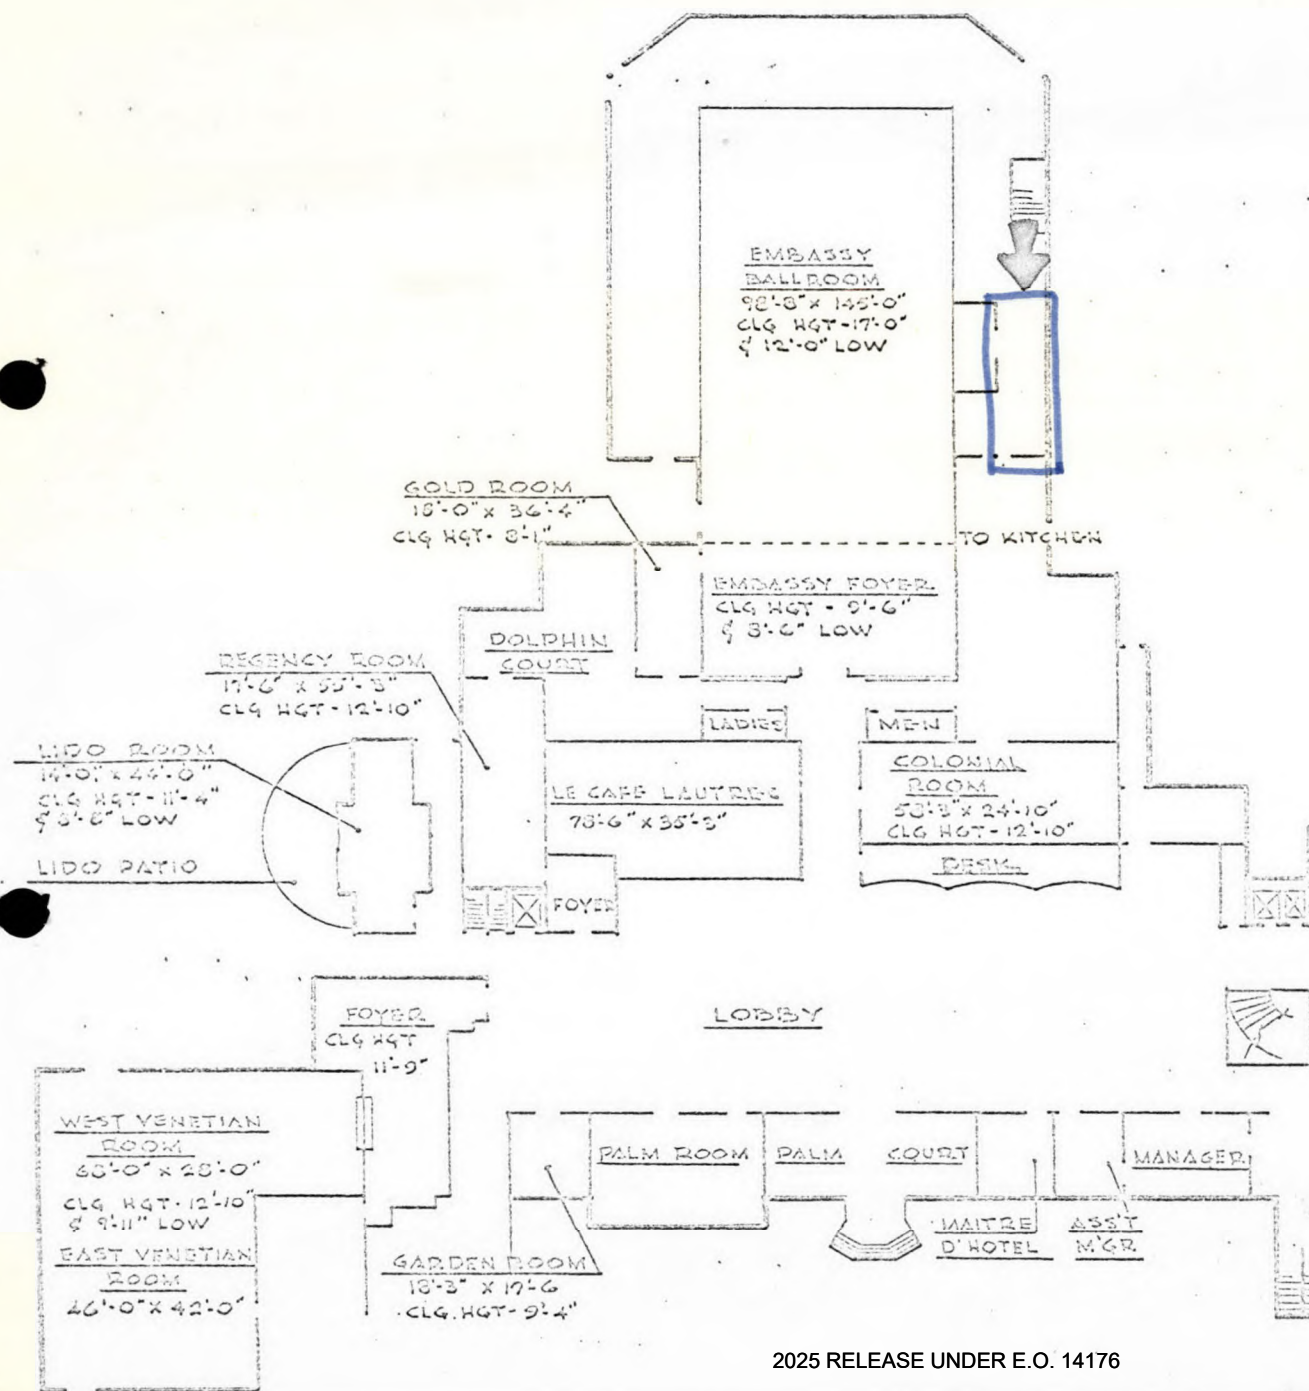 EMBASSY
BALLROOM
98'-8" x 145'-0"
CLG HGT - 17'-0"
& 12'-0" LOW
GOLD ROOM
18'-0" x 36'-4"
CLG HGT - 8'-1"
TO KITCHEN
EMBASSY FOYER
CLG HGT - 9'-6"
& 8'-6" LOW
DOLPHIN
COURT
REGENCY ROOM
17'-6" x 55'-3"
CLG HGT - 12'-10"
LADIES
MEN
LIDO ROOM
14'-0" x 44'-0"
CLG HGT - 11'-4"
& 8'-8" LOW
LE CAFE LAUTREC
78'-6" x 35'-3"
COLONIAL
ROOM
53'-3" x 24'-10"
CLG HGT - 12'-10"
LIDO PATIO
DESK
FOYER
FOYER
CLG HGT
11'-9"
LOBBY
WEST VENETIAN
ROOM
68'-0" x 28'-0"
CLG HGT - 12'-10"
& 9'-11" LOW
EAST VENETIAN
ROOM
46'-0" x 42'-0"
PALM ROOM
PALM COURT
MANAGER
GARDEN ROOM
18'-3" x 19'-6
CLG. HGT - 9'-4"
MAITRE
D'HOTEL
ASS'T
M'GR
2025 RELEASE UNDER E.O. 14176